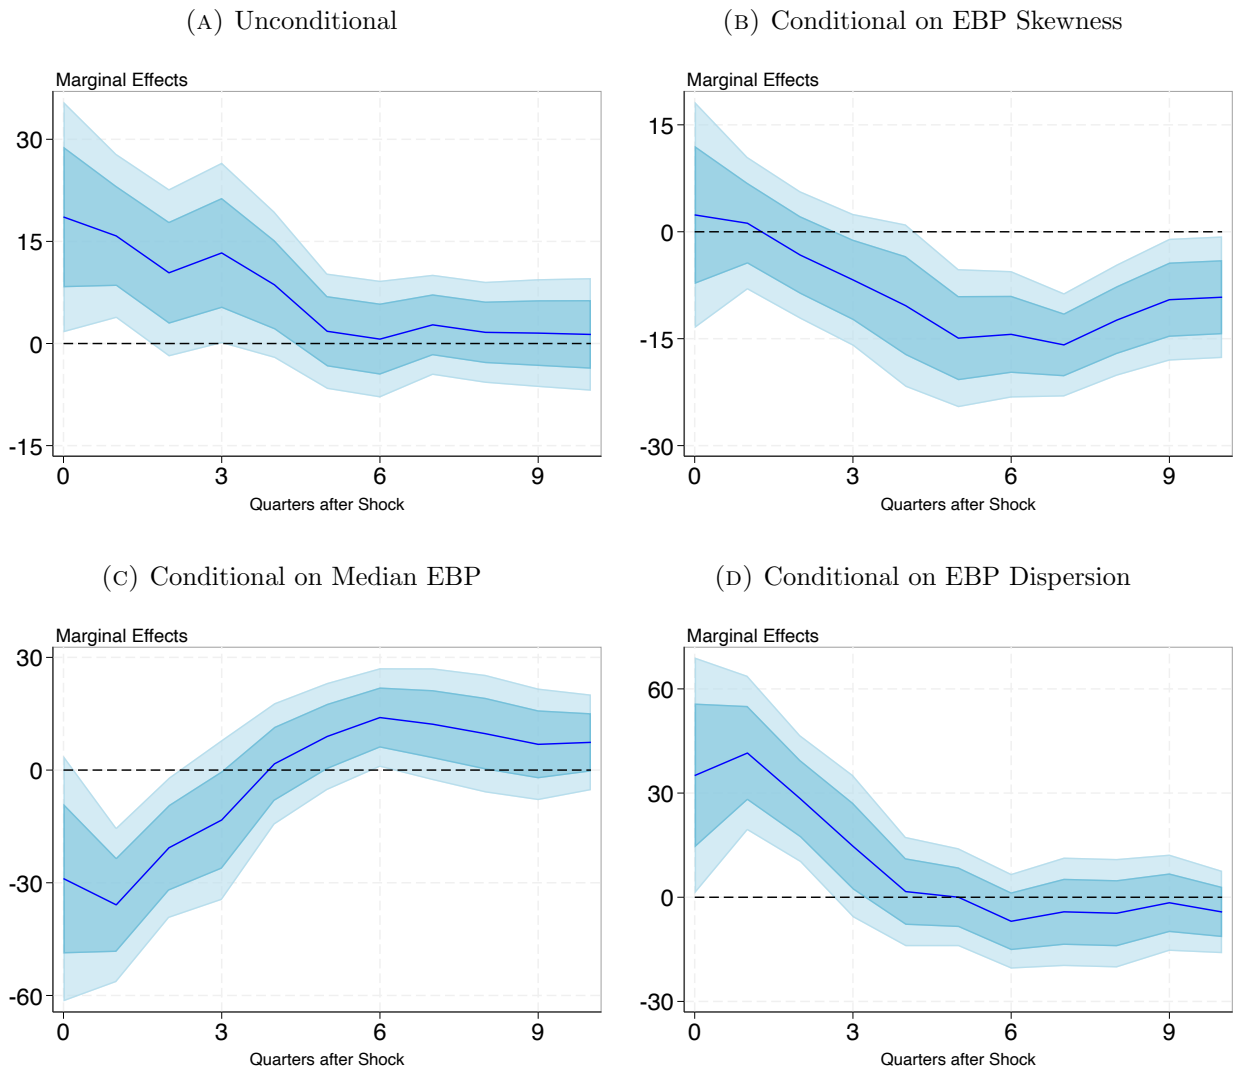 (A) Unconditional
Marginal Effects
30
15
0
-15
0 3 6 9
Quarters after Shock
(B) Conditional on EBP Skewness
Marginal Effects
15
0
-15
-30
0 3 6 9
Quarters after Shock
(C) Conditional on Median EBP
Marginal Effects
30
0
-30
-60
0 3 6 9
Quarters after Shock
(D) Conditional on EBP Dispersion
Marginal Effects
60
30
0
-30
0 3 6 9
Quarters after Shock